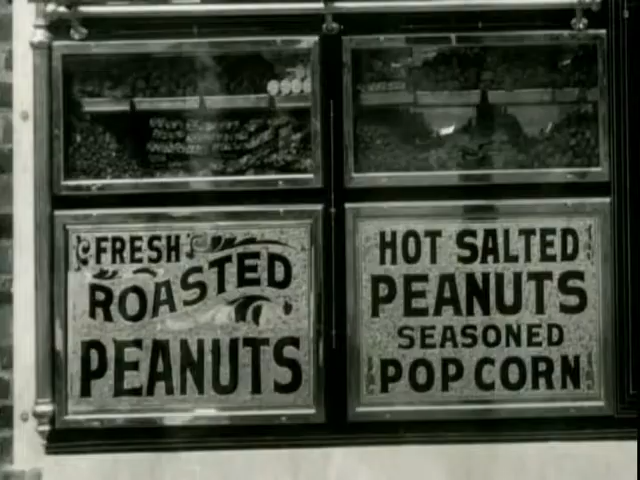 FRESH
ROASTED
PEANUTS
HOT SALTED
PEANUTS
SEASONED
POP CORN